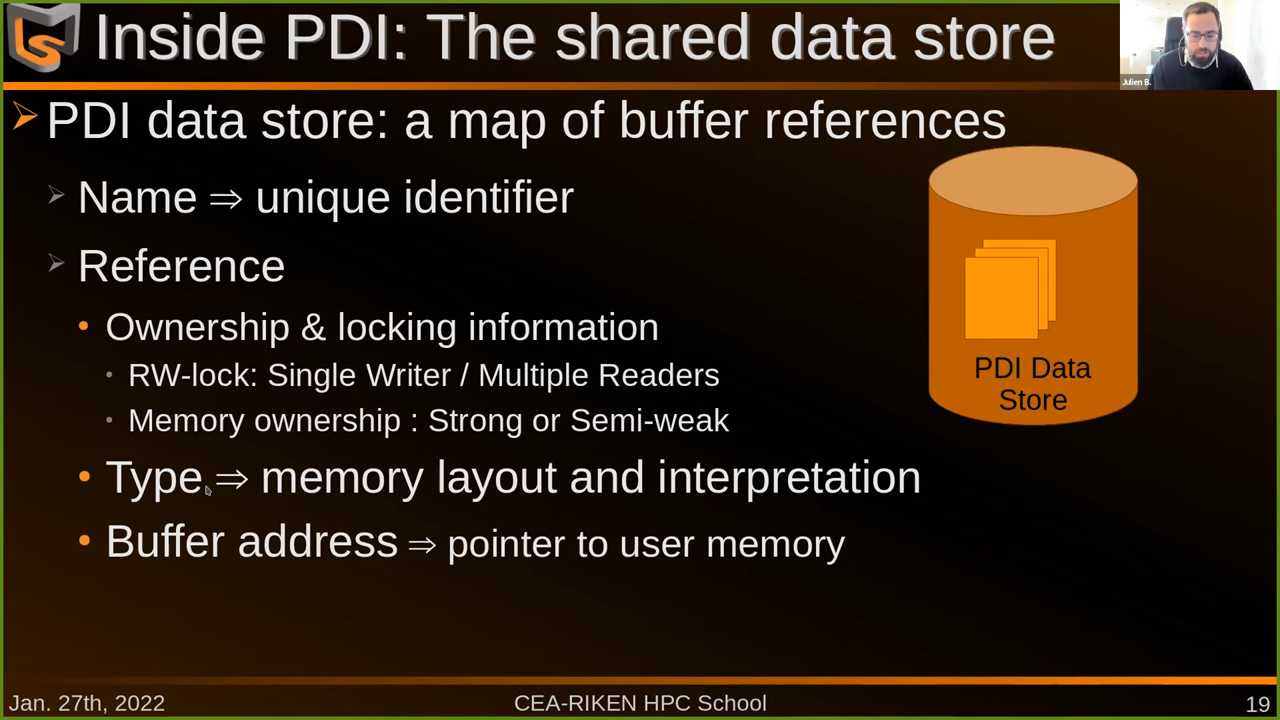 Inside PDI: The shared data store
Julien B.
PDI data store: a map of buffer references
Name ⇒ unique identifier
Reference
Ownership & locking information
RW-lock: Single Writer / Multiple Readers
Memory ownership : Strong or Semi-weak
Type ⇒ memory layout and interpretation
Buffer address ⇒ pointer to user memory
PDI Data
Store
Jan. 27th, 2022
CEA-RIKEN HPC School
19